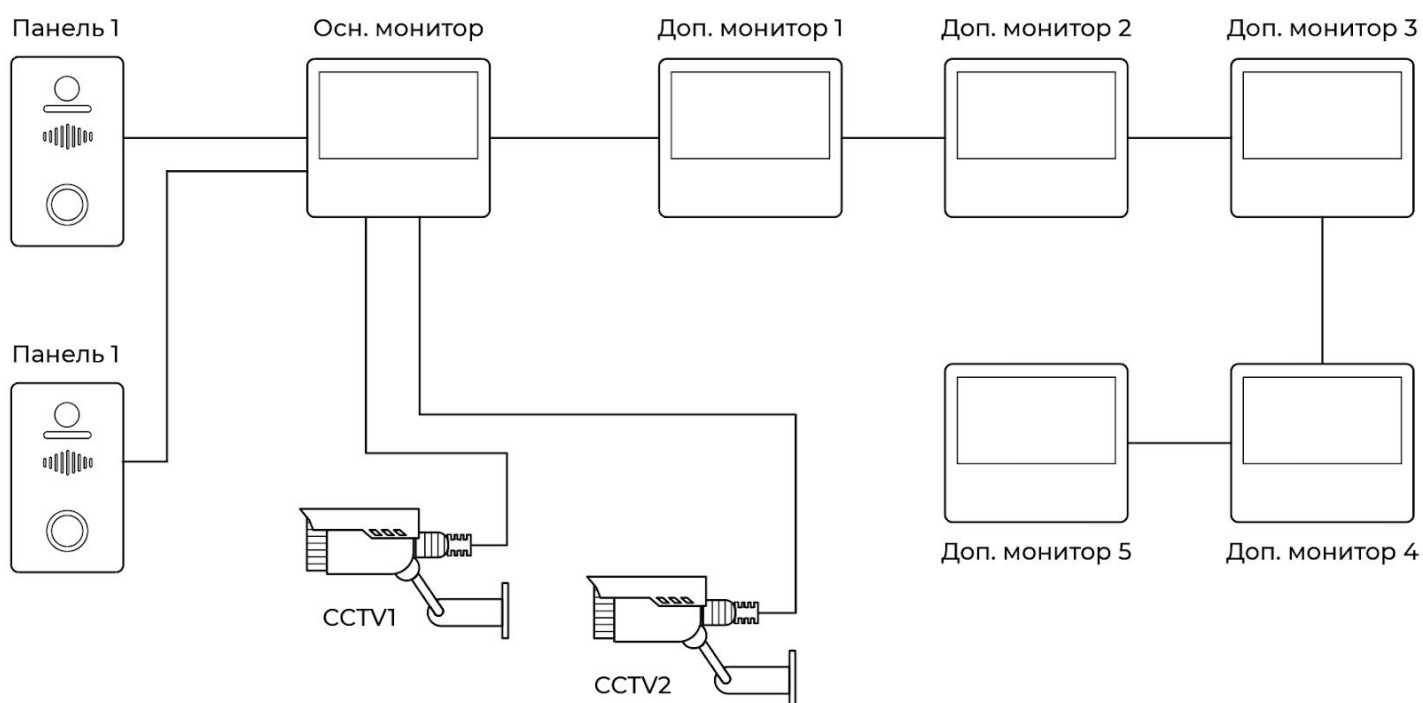 Панель 1
Осн. монитор
Доп. монитор 1
Доп. монитор 2
Доп. монитор 3
Панель 1
Доп. монитор 5
Доп. монитор 4
CCTV1
CCTV2